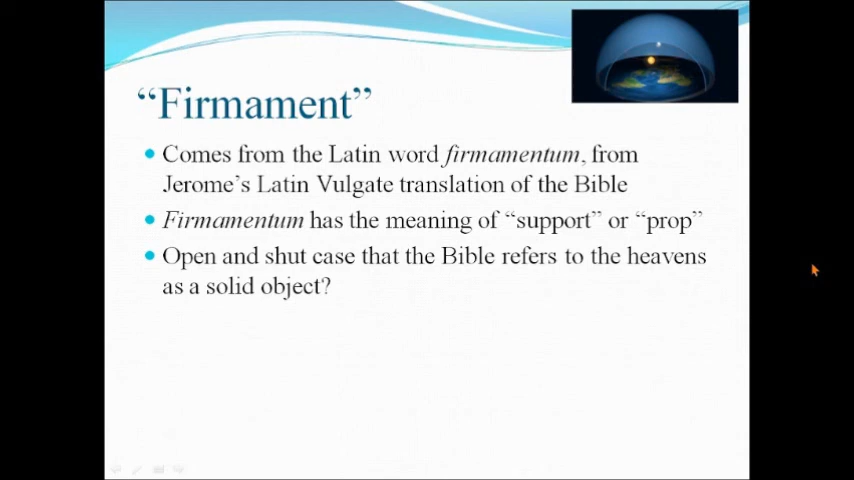 “Firmament”
Comes from the Latin word firmamentum, from
Jerome’s Latin Vulgate translation of the Bible
Firmamentum has the meaning of “support” or “prop”
Open and shut case that the Bible refers to the heavens
as a solid object?